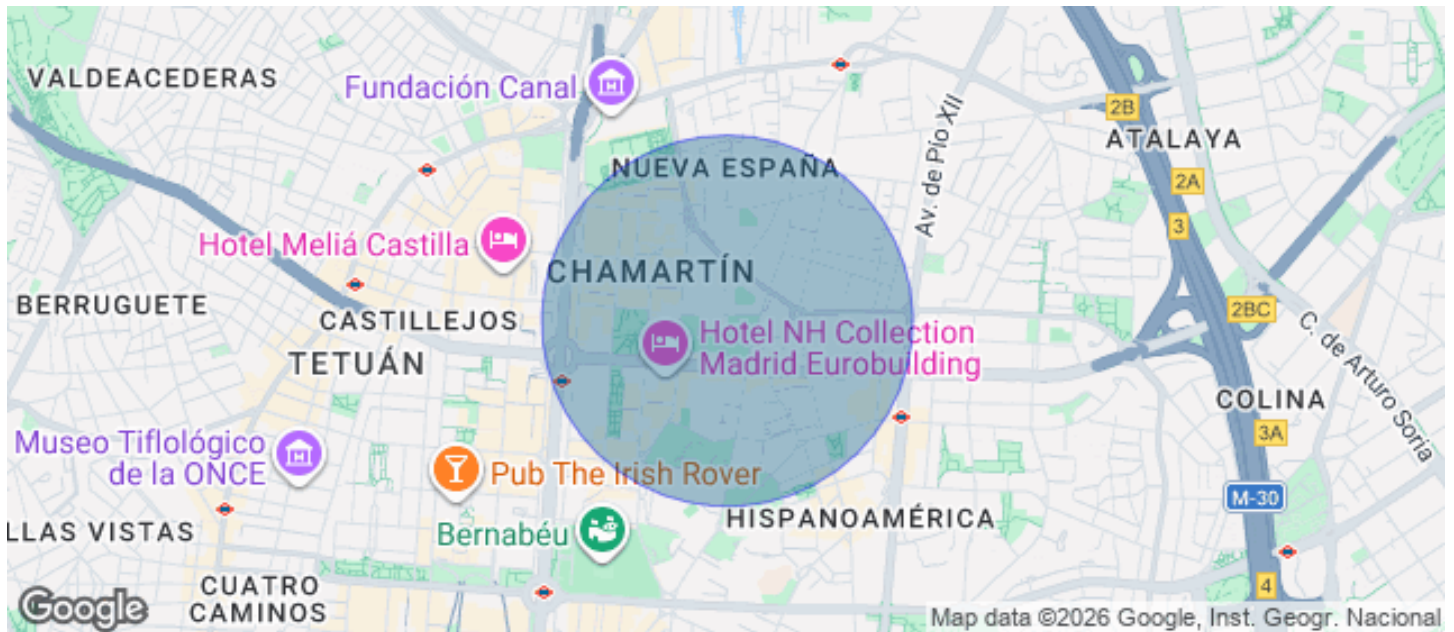 VALDEACEDERAS
Fundación Canal
2B
Av. de Pío XII
ATALAYA
NUEVA ESPAÑA
2A
3
Hotel Meliá Castilla
CHAMARTÍN
BERRUGUETE
CASTILLEJOS
2BC
C. de Arturo Soria
TETUÁN
Hotel NH Collection
Madrid Eurobuilding
COLINA
3A
Museo Tiflológico
de la ONCE
Pub The Irish Rover
M-30
LLAS VISTAS
Bernabéu
HISPANOAMÉRICA
CUATRO
CAMINOS
4
Google
Map data ©2026 Google, Inst. Geogr. Nacional